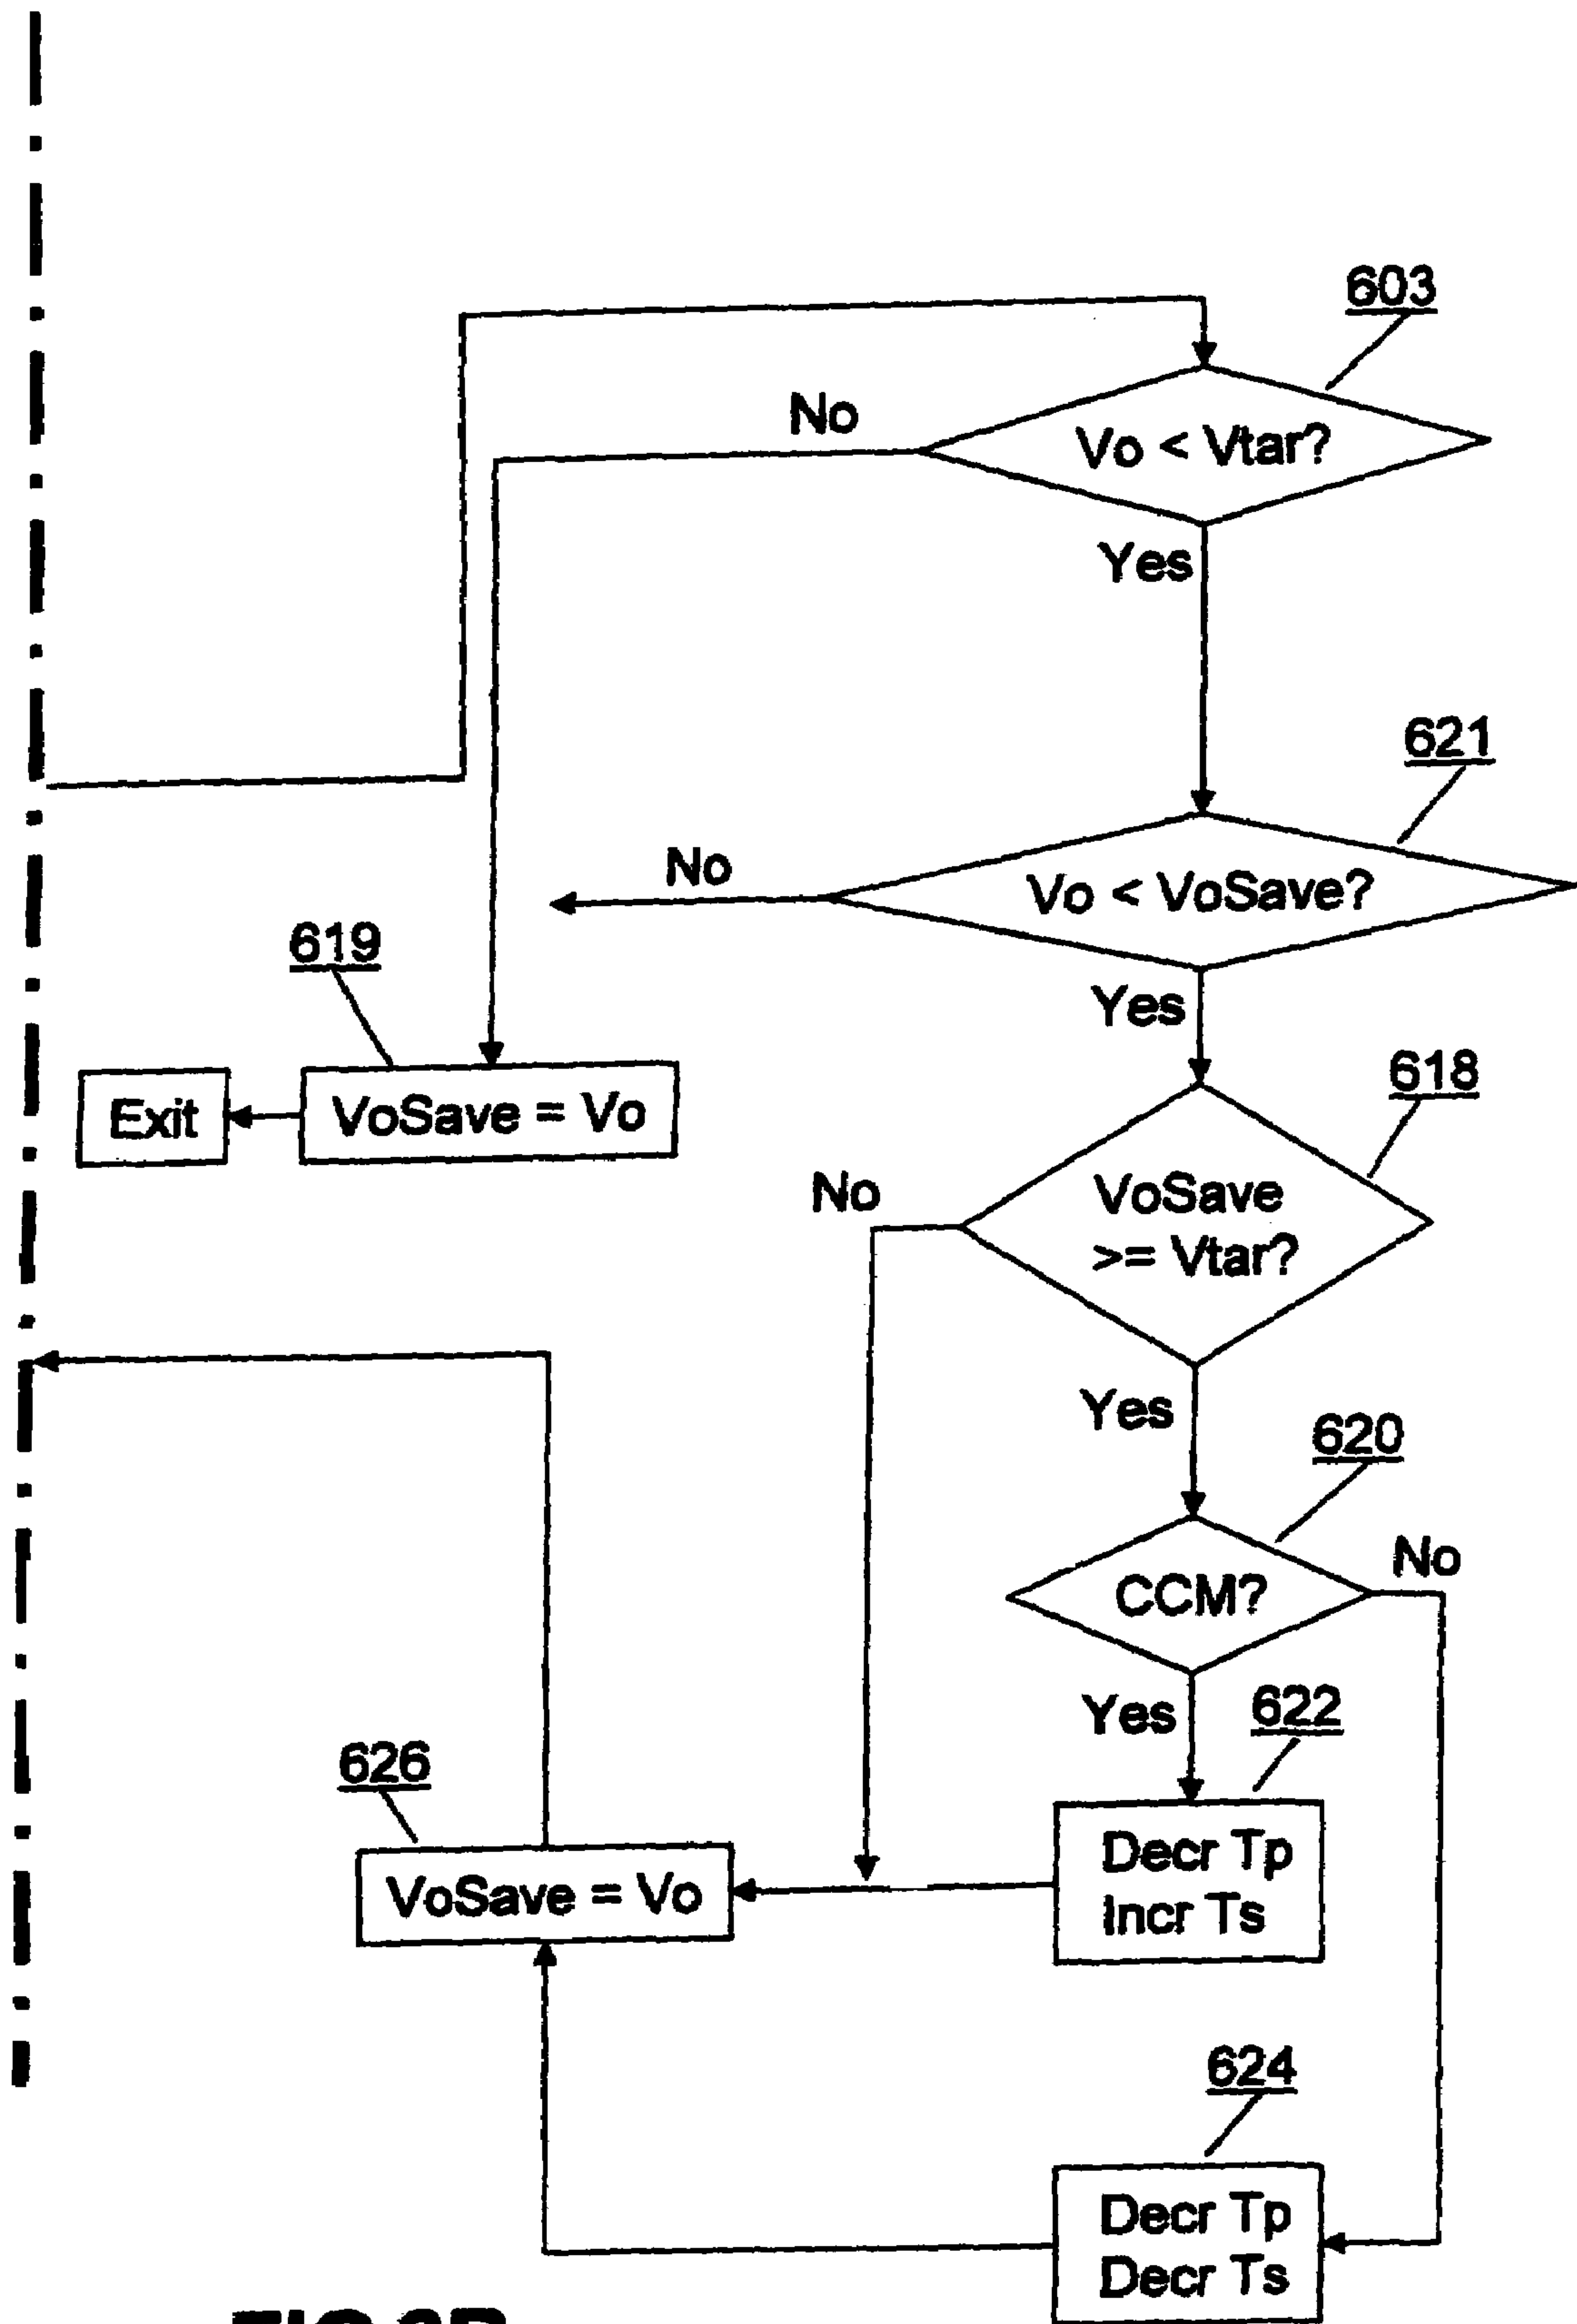 603
No
Vo < Vtar?
Yes
621
No
Vo < VoSave?
619
Yes
618
Exit
VoSave = Vo
No
VoSave
>= Vtar?
Yes
620
No
CCM?
Yes
622
626
Decr Tp
Incr Ts
VoSave = Vo
624
Decr Tp
Decr Ts